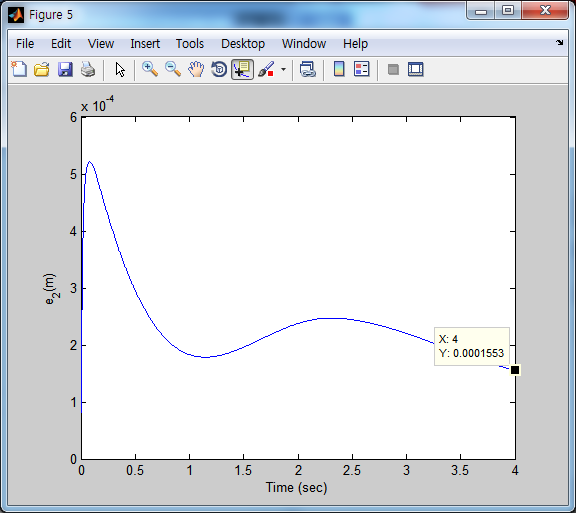 Figure 5
File Edit View Insert Tools Desktop Window Help
x 10^-4
6
5
4
3
2
1
0
e2(m)
X: 4
Y: 0.0001553
0 0.5 1 1.5 2 2.5 3 3.5 4
Time (sec)